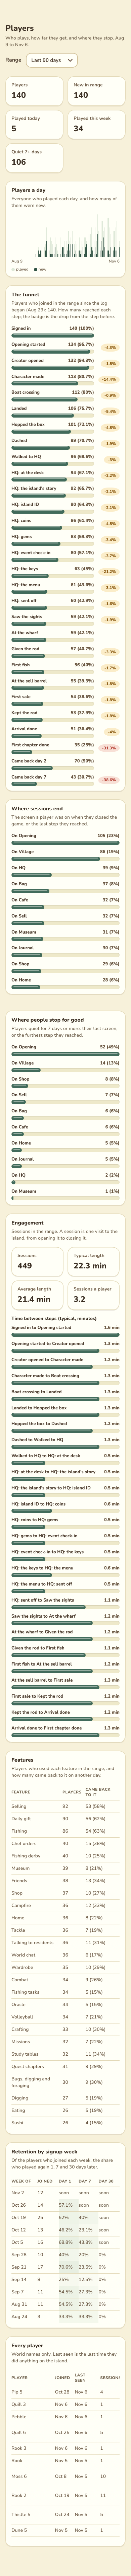 Players
Who plays, how far they get, and where they stop. Aug
9 to Nov 6.
Range
Last 90 days
Players
140
New in range
140
Played today
5
Played this week
34
Quiet 7+ days
106
Players a day
Everyone who played each day, and how many of
them were new.
Aug 9
Nov 6
played
new
The funnel
Players who joined in the range since the log
began (Aug 29): 140. How many reached each
step; the badge is the drop from the step before.
Signed in 140 (100%)
Opening started 134 (95.7%)
-4.3%
Creator opened 132 (94.3%)
Character made 113 (80.7%)
-14.4%
Boat crossing 112 (80%)
-0.9%
Landed 106 (75.7%)
-5.4%
Hopped the boat 101 (72.1%)
Dashed 99 (70.7%)
Walked to HQ 96 (68.6%)
-3%
HQ: at the desk 94 (67.1%)
HQ: the island's story 92 (65.7%)
HQ: island ID 90 (64.3%)
HQ: coins 86 (61.4%)
HQ: gems 83 (59.3%)
HQ: event check-in 80 (57.1%)
HQ: the keys 63 (45%)
-21.2%
HQ: the menu 61 (43.6%)
HQ: sent off 60 (42.9%)
Saw the sights 59 (42.1%)
At the wharf 59 (42.1%)
Given the rod 57 (40.7%)
First fish 56 (40%)
At the sell barrel 55 (39.3%)
First sale 54 (38.6%)
Kept the rod 53 (37.9%)
Arrival done 51 (36.4%)
First chapter done 35 (25%)
-31.3%
Came back day 2 70 (50%)
Came back day 7 43 (30.7%)
-38.6%
Where sessions end
The screen a player was on when they closed the
game, or the last step they reached.
On Opening 105 (23%)
On Village 86 (19%)
On HQ
On Bag 37 (8%)
On Cafe 32 (7%)
On Sell 32 (7%)
On Museum 31 (7%)
On Journal 30 (7%)
On Shop
On Home 28 (6%)
Where people stop for good
Players quiet for 7 days or more: their last screen,
or the furthest step they reached.
On Opening 52 (49%)
On Village 14 (13%)
On Shop 8 (8%)
On Sell 7 (7%)
On Bag 6 (6%)
On Cafe 6 (6%)
On Home 5 (5%)
On Journal 5 (5%)
On HQ 2 (2%)
On Museum 1 (1%)
Engagement
Sessions in the range. A session is one visit to the
island, from opening it to closing it.
Sessions
449
Typical length
22.3 min
Average length
21.4 min
Sessions a player
3.2
Time between steps (typical, minutes)
Signed in to Opening started 1.6 min
Opening started to Creator opened 1.3 min
Creator opened to Character made 1.2 min
Character made to Boat crossing 1.3 min
Boat crossing to Landed 1.3 min
Landed to Hopped the boat 1.3 min
Hopped the boat to Dashed 1.2 min
Dashed to Walked to HQ 1.3 min
Walked to HQ to HQ: at the desk 0.5 min
HQ: at the desk to HQ: the island's story 0.5 min
HQ: the island's story to HQ: island ID 0.5 min
HQ: island ID to HQ: coins 0.6 min
HQ: coins to HQ: gems 0.5 min
HQ: gems to HQ: event check-in 0.5 min
HQ: event check-in to HQ: the keys 0.5 min
HQ: the keys to HQ: the menu 0.6 min
HQ: the menu to HQ: sent off 0.5 min
HQ: sent off to Saw the sights 1.1 min
Saw the sights to At the wharf 1.2 min
At the wharf to Given the rod 1.2 min
Given the rod to First fish 1.1 min
First fish to At the sell barrel 1.2 min
At the sell barrel to First sale 1.3 min
First sale to Kept the rod 1.2 min
Kept the rod to Arrival done 1.2 min
Arrival done to First chapter done 1.3 min
Features
Players who used each feature in the range, and
how many came back to it on another day.
FEATURE PLAYERS CAME BACK TO IT
Selling 92 53 (58%)
Daily gift 90 56 (62%)
Fishing 86 54 (63%)
Chef orders 40 15 (38%)
Fishing derby 40 10 (25%)
Museum 39 8 (21%)
Friends 38 13 (34%)
Shop 37 10 (27%)
Campfire 36 12 (33%)
Home 36 8 (22%)
Tackle 36 7 (19%)
Talking to residents 36 11 (31%)
World chat 36 6 (17%)
Wardrobe 35 10 (29%)
Combat 34 9 (26%)
Fishing tasks 34 5 (15%)
Oracle 34 5 (15%)
Volleyball 34 7 (21%)
Crafting 33 10 (30%)
Missions 32 7 (22%)
Study tables 32 11 (34%)
Quest chapters 31 9 (29%)
Bugs, digging and
foraging 30 9 (30%)
Digging 27 5 (19%)
Eating 26 5 (19%)
Sushi 26 4 (15%)
Retention by signup week
Of the players who joined each week, the share
who played again 1, 7 and 30 days later.
WEEK OF JOINED DAY 1 DAY 7 DAY 30
Nov 2 12 soon soon soon
Oct 26 14 57.1% soon soon
Oct 19 25 52% 40% soon
Oct 12 13 46.2% 23.1% soon
Oct 5 16 68.8% 43.8% soon
Sep 28 10 40% 20% 0%
Sep 21 17 70.6% 23.5% 0%
Sep 14 8 25% 12.5% 0%
Sep 7 11 54.5% 27.3% 0%
Aug 31 11 54.5% 27.3% 0%
Aug 24 3 33.3% 33.3% 0%
Every player
World names only. Last seen is the last time they
did anything on the island.
PLAYER JOINED LAST SEEN SESSIONS
Pip 5 Oct 28 Nov 6 4
Quill 3 Nov 6 Nov 6 1
Pebble Nov 6 Nov 6 1
Quill 6 Oct 25 Nov 6 5
Rook 3 Nov 6 Nov 6 1
Rook Nov 5 Nov 5 1
Moss 6 Oct 8 Nov 5 10
Rook 2 Oct 19 Nov 5 11
Thistle 5 Oct 24 Nov 5 5
Dune 5 Nov 5 Nov 5 1